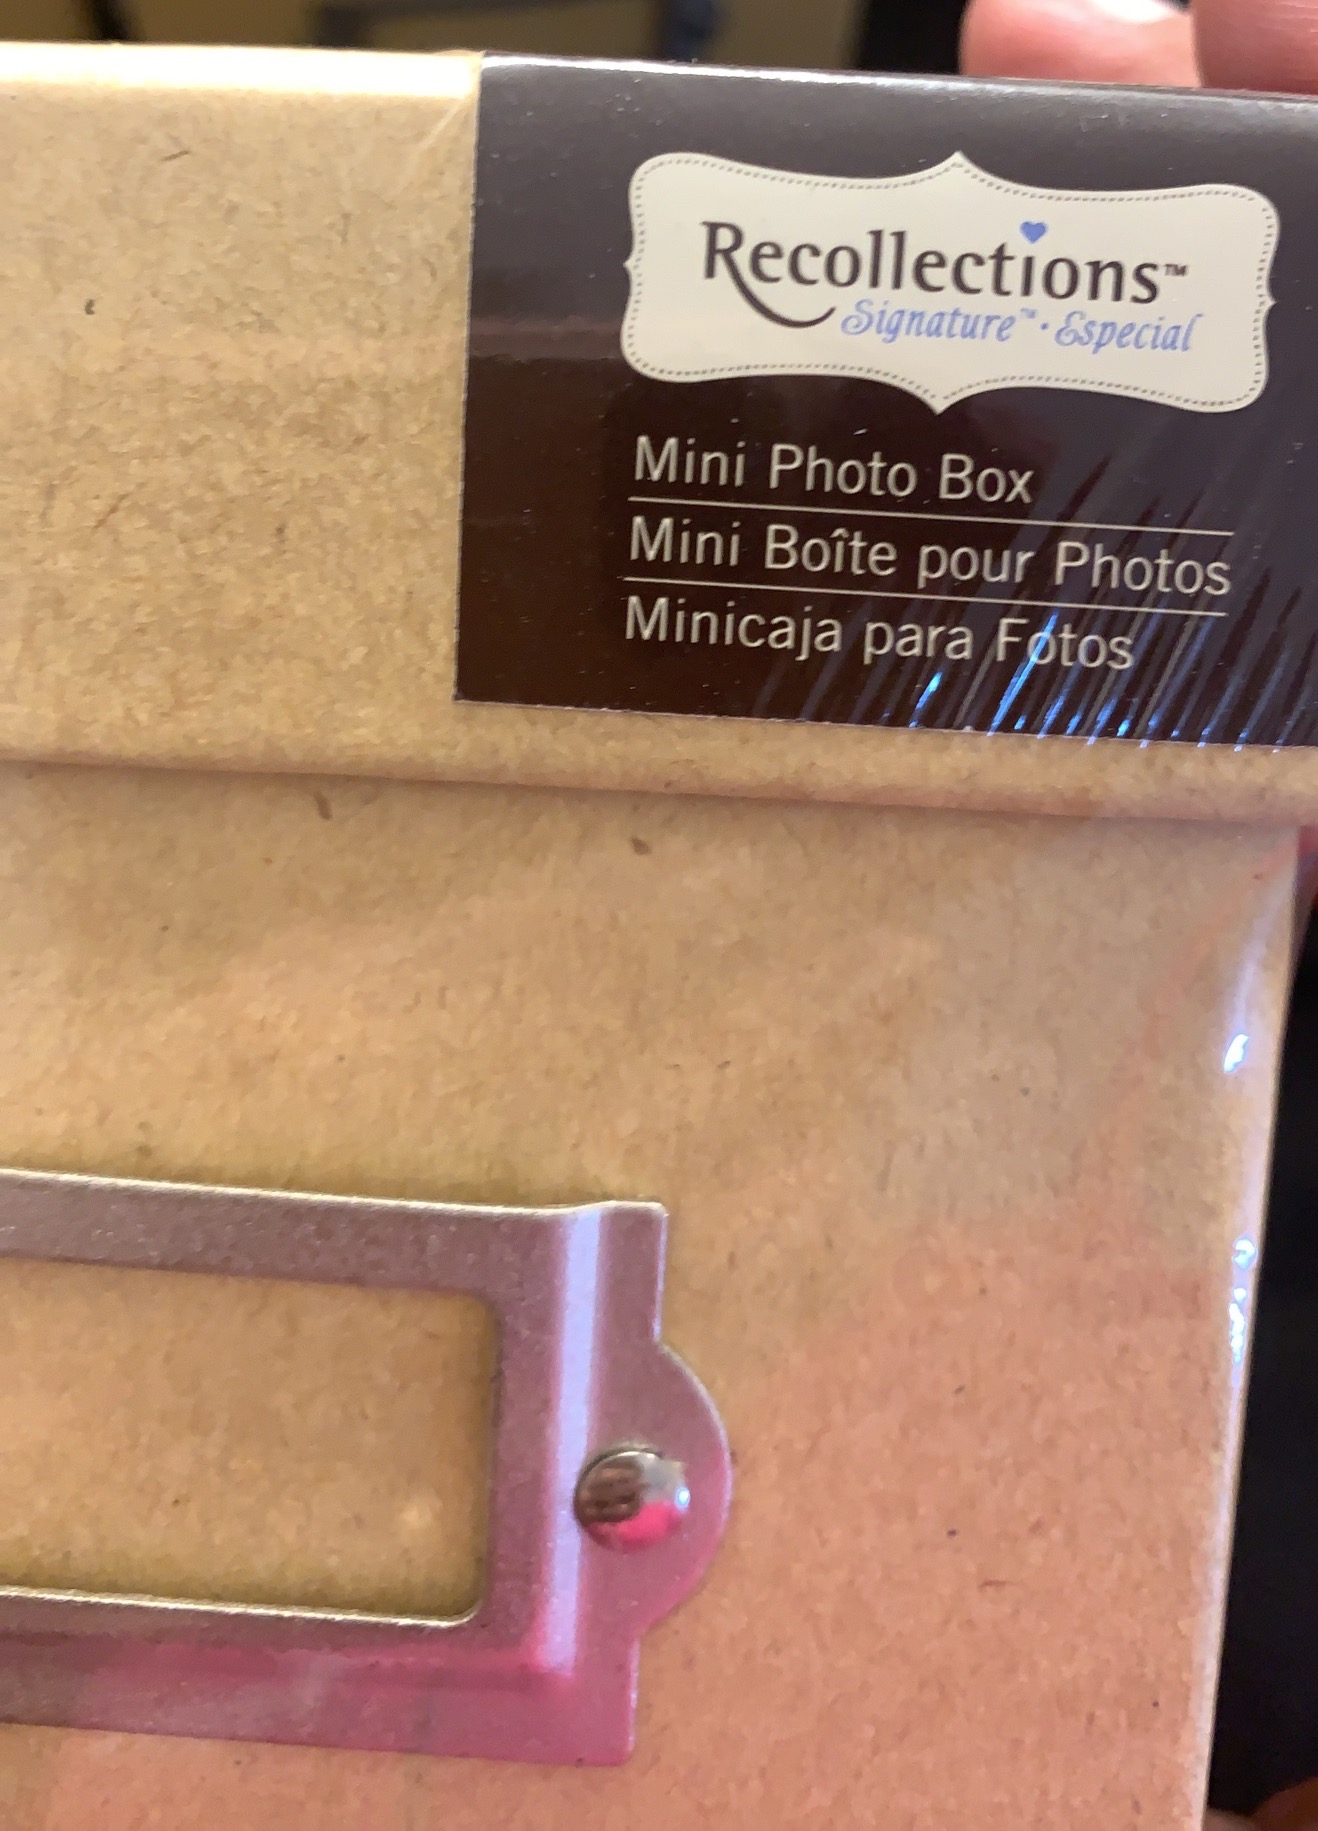 Recollections™
Signature™ · Especial
Mini Photo Box
Mini Boîte pour Photos
Minicaja para Fotos